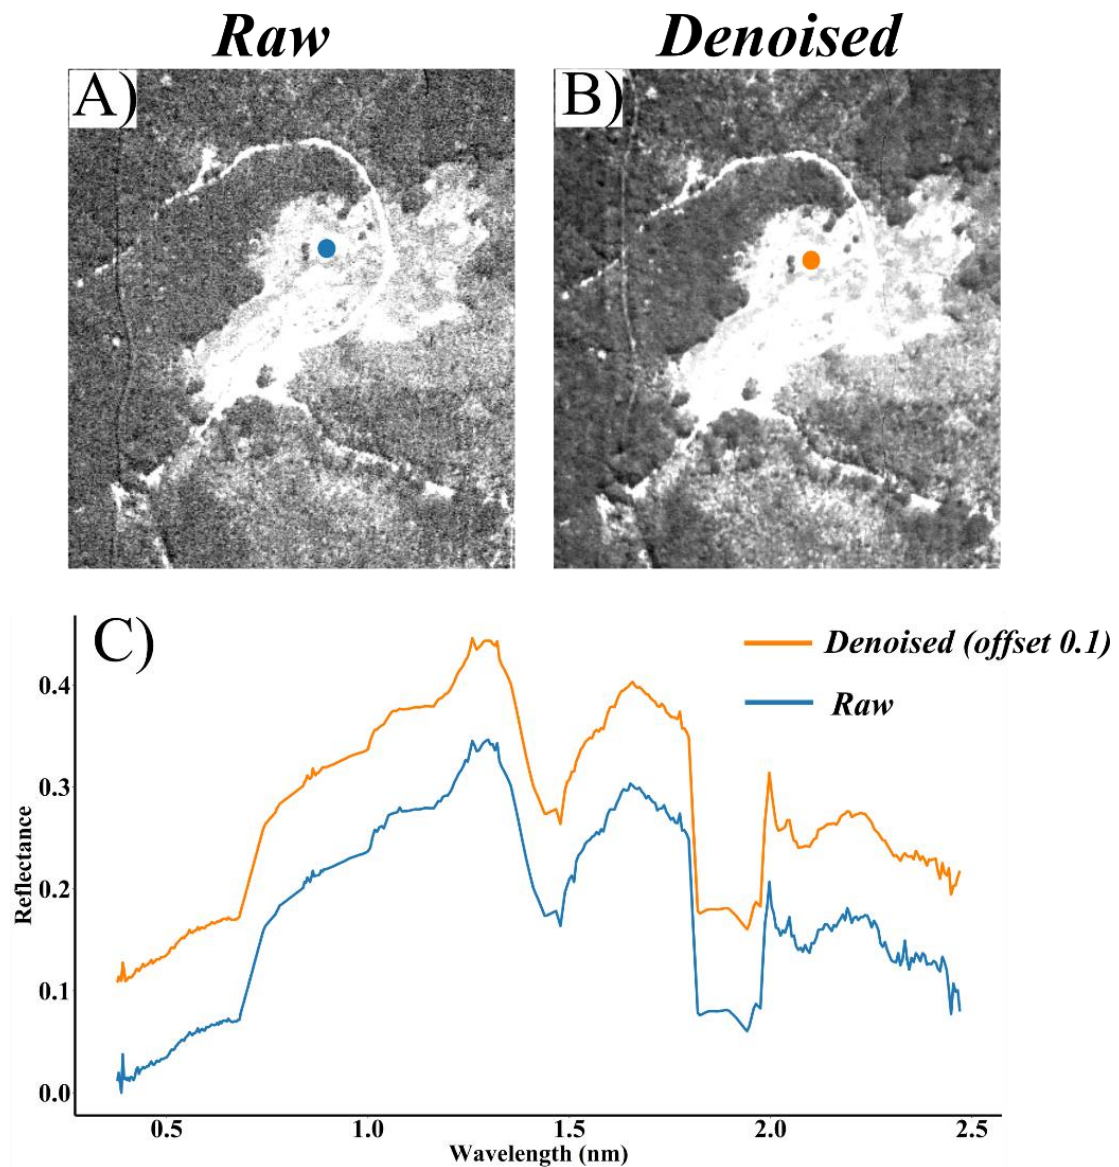 Raw
Denoised
A)
B)
C)
Denoised (offset 0.1)
Raw
0.4
0.3
0.2
0.1
0.0
Reflectance
0.5
1.0
1.5
2.0
2.5
Wavelength (nm)